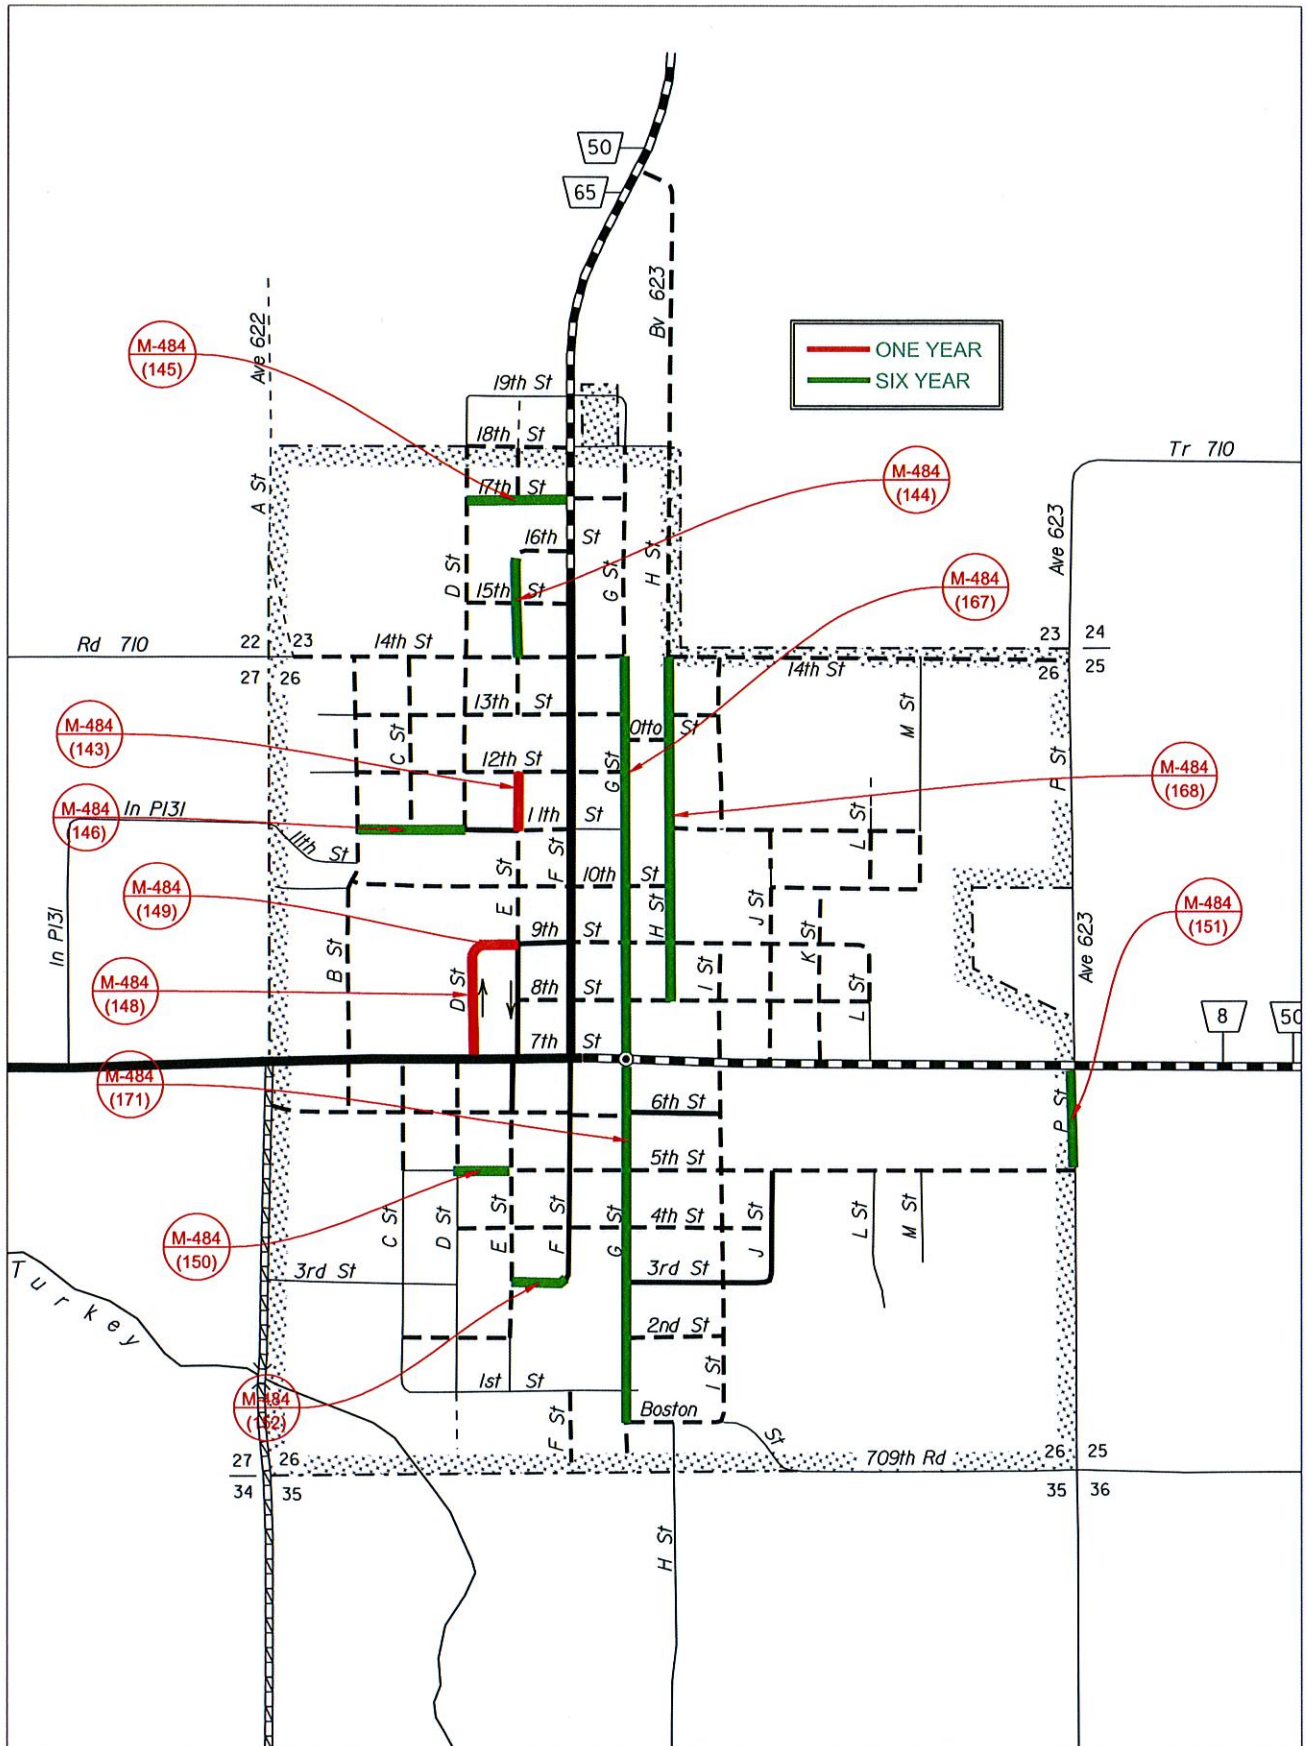 50
65
Bv 623
Ave 622
M-484
(145)
ONE YEAR
SIX YEAR
19th St
18th St
Tr 710
M-484
(144)
A St
17th St
16th St
Ave 623
D St
G St
H St
15th St
M-484
(167)
Rd 710
22 23
14th St
23 24
27 26
14th St
26 25
13th St
M St
M-484
(143)
C St
Otto St
P St
12th St
G St
M-484
(168)
M-484
(146)
In P131
11th St
L St
11th St
F St
10th St
M-484
(149)
E St
J St
M-484
(151)
In P131
B St
9th St
H St
K St
Ave 623
D St
I St
M-484
(148)
8th St
L St
8
50
7th St
M-484
(171)
6th St
P St
5th St
C St
D St
E St
F St
G St
4th St
J St
L St
M St
M-484
(150)
3rd St
3rd St
Turkey
2nd St
1st St
I St
M-484
(152)
F St
Boston St
709th Rd
27 26
26 25
34 35
35 36
H St